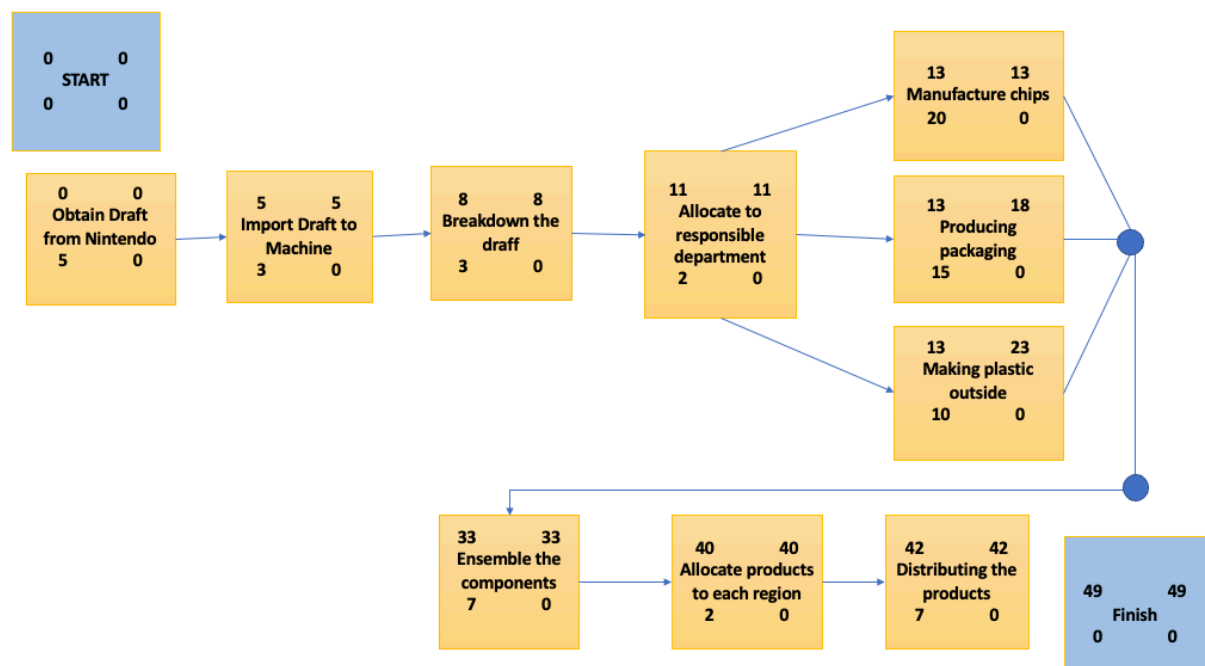 0 0
START
0 0
0 0
Obtain Draft
from Nintendo
5 0
5 5
Import Draft to
Machine
3 0
8 8
Breakdown the
draff
3 0
11 11
Allocate to
responsible
department
2 0
13 13
Manufacture chips
20 0
13 18
Producing
packaging
15 0
13 23
Making plastic
outside
10 0
33 33
Ensemble the
components
7 0
40 40
Allocate products
to each region
2 0
42 42
Distributing the
products
7 0
49 49
Finish
0 0